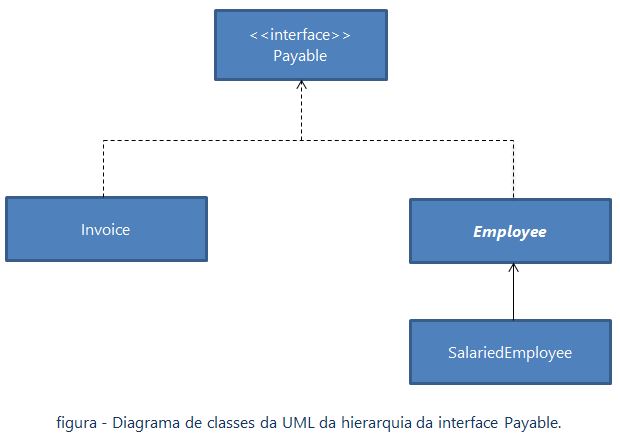 <<interface>>
Payable
Invoice
Employee
SalariedEmployee
figura - Diagrama de classes da UML da hierarquia da interface Payable.